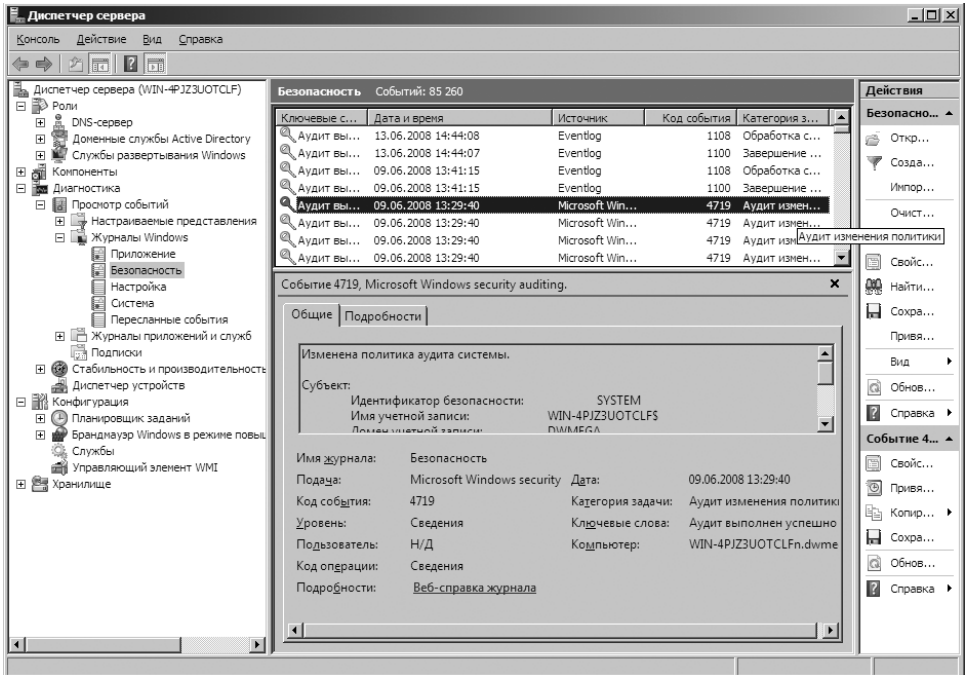 Диспетчер сервера
Консоль Действие Вид Справка
Диспетчер сервера (WIN-4PJZ3UOTCLF)
Роли
DNS-сервер
Доменные службы Active Directory
Службы развертывания Windows
Компоненты
Диагностика
Просмотр событий
Настраиваемые представления
Журналы Windows
Приложение
Безопасность
Настройка
Система
Пересланные события
Журналы приложений и служб
Подписки
Стабильность и производительность
Диспетчер устройств
Конфигурация
Планировщик заданий
Брандмауэр Windows в режиме повыш
Службы
Управляющий элемент WMI
Хранилище
Безопасность Событий: 85 260
Ключевые с... Дата и время Источник Код события Категория з...
Аудит вы... 13.06.2008 14:44:08 Eventlog 1108 Обработка с...
Аудит вы... 13.06.2008 14:44:07 Eventlog 1100 Завершение ...
Аудит вы... 09.06.2008 13:41:15 Eventlog 1108 Обработка с...
Аудит вы... 09.06.2008 13:41:15 Eventlog 1100 Завершение ...
Аудит вы... 09.06.2008 13:29:40 Microsoft Win... 4719 Аудит измен...
Аудит вы... 09.06.2008 13:29:40 Microsoft Win... 4719 Аудит измен...
Аудит вы... 09.06.2008 13:29:40 Microsoft Win... 4719 Аудит изм
Аудит изменения политики
Аудит вы... 09.06.2008 13:29:40 Microsoft Win... 4719 Аудит измен...
Событие 4719, Microsoft Windows security auditing.
Общие Подробности
Изменена политика аудита системы.
Субъект:
Идентификатор безопасности: SYSTEM
Имя учетной записи: WIN-4PJZ3UOTCLF$
Домен учетной записи: DWMEGA
Имя журнала: Безопасность
Подача: Microsoft Windows security Дата: 09.06.2008 13:29:40
Код события: 4719 Категория задачи: Аудит изменения политики
Уровень: Сведения Ключевые слова: Аудит выполнен успешно
Пользователь: Н/Д Компьютер: WIN-4PJZ3UOTCLFn.dwme
Код операции: Сведения
Подробности: Веб-справка журнала
Действия
Безопасно...
Откр...
Созда...
Импор...
Очист...
Свойс...
Найти...
Сохра...
Привя...
Вид
Обнов...
Справка
Событие 4...
Свойс...
Привя...
Копир...
Сохра...
Обнов...
Справка